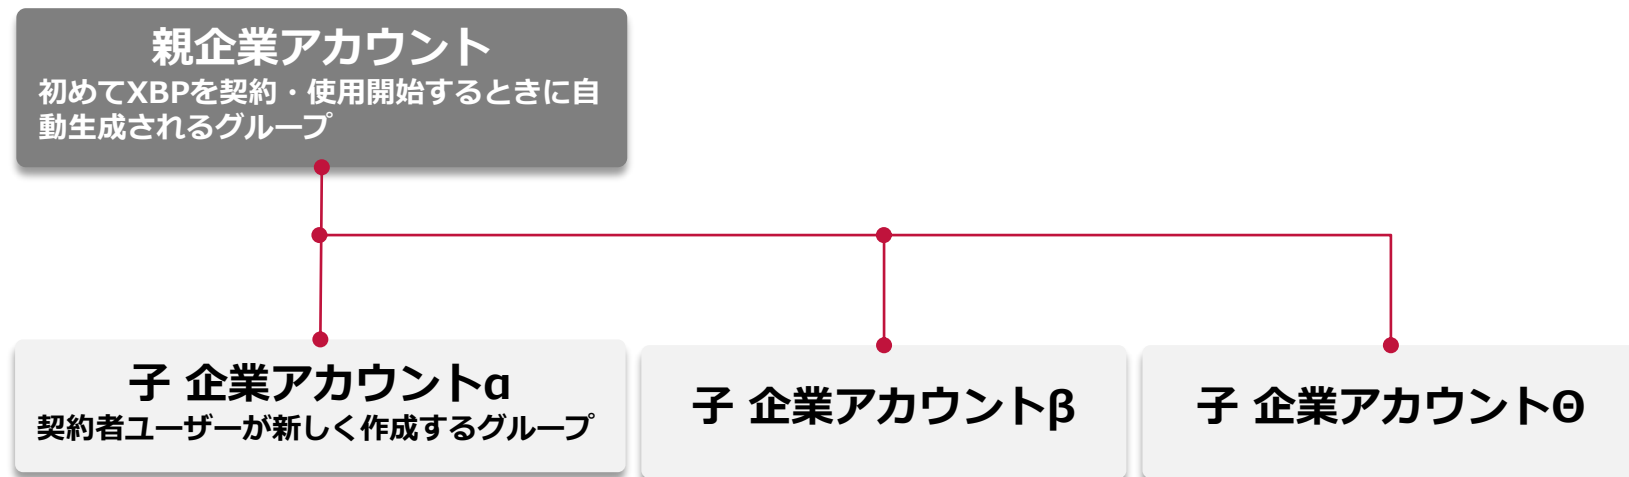 親企業アカウント
初めてXBPを契約・使用開始するときに自
動生成されるグループ
子 企業アカウントα
契約者ユーザーが新しく作成するグループ
子 企業アカウントβ
子 企業アカウントΘ